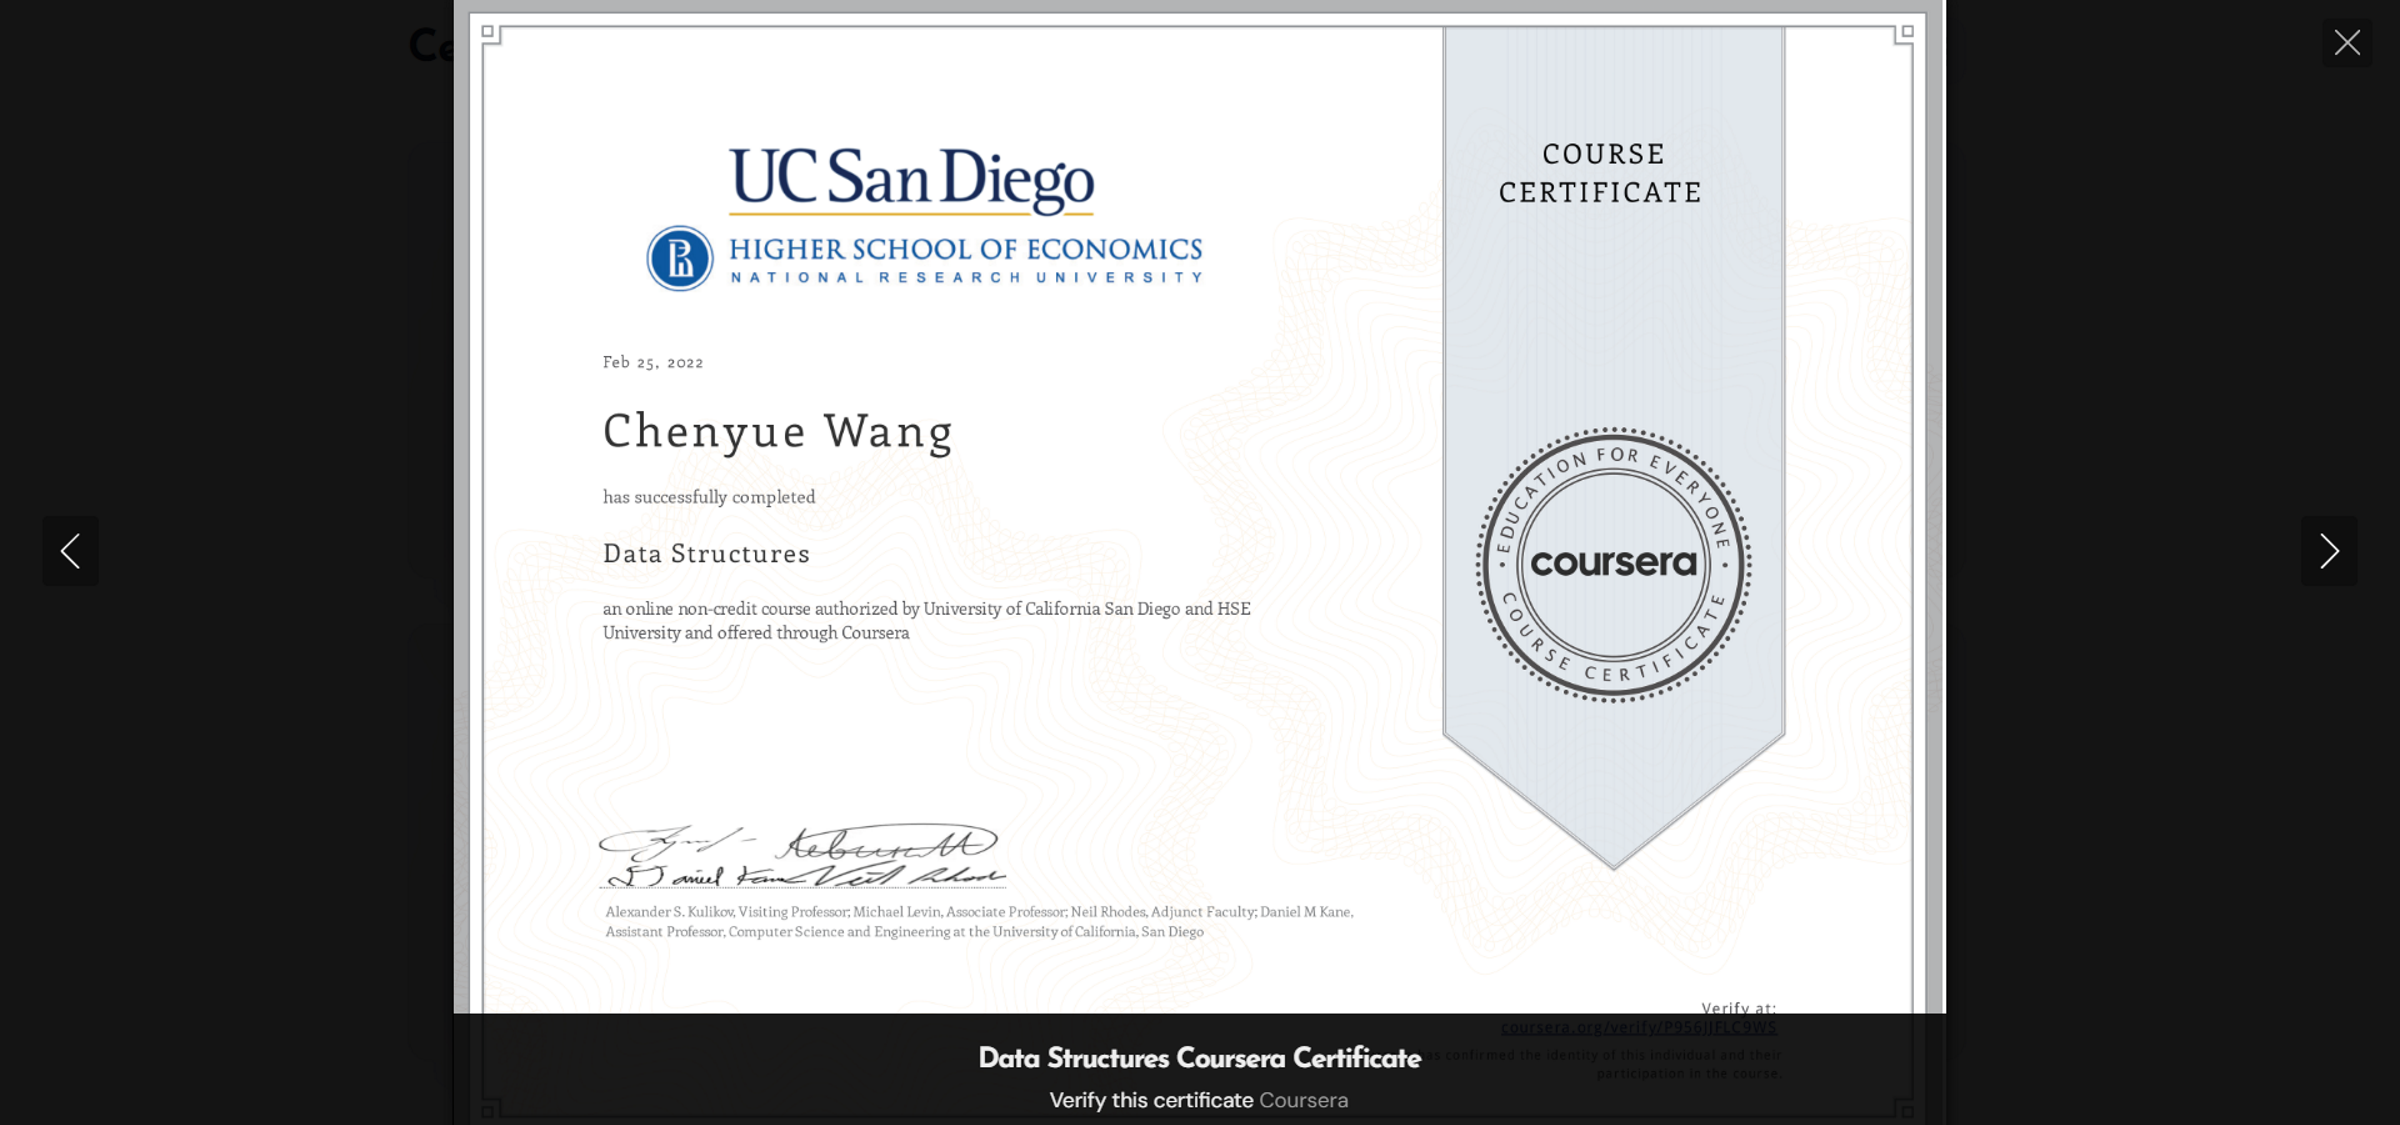 Ce
UC San Diego
HIGHER SCHOOL OF ECONOMICS
NATIONAL RESEARCH UNIVERSITY
COURSE
CERTIFICATE
Feb 25, 2022
Chenyue Wang
has successfully completed
Data Structures
an online non-credit course authorized by University of California San Diego and HSE
University and offered through Coursera
EDUCATION FOR EVERYONE
coursera
COURSE CERTIFICATE
Alexander S. Kulikov, Visiting Professor; Michael Levin, Associate Professor; Neil Rhodes, Adjunct Faculty; Daniel M Kane,
Assistant Professor, Computer Science and Engineering at the University of California, San Diego
Verify at:
coursera.org/verify/P956JJFLC9WS
has confirmed the identity of this individual and their
participation in the course.
Data Structures Coursera Certificate
Verify this certificate Coursera